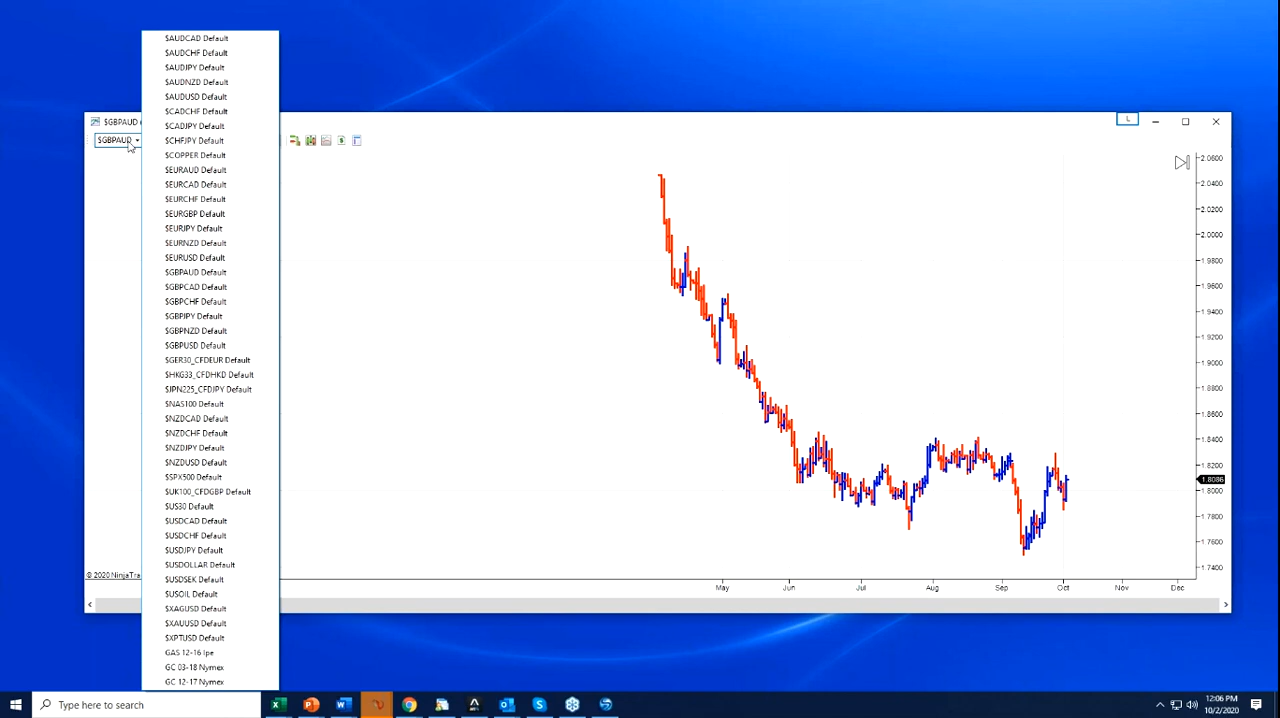 $AUDCAD Default
$AUDCHF Default
$AUDJPY Default
$AUDNZD Default
$AUDUSD Default
$CADCHF Default
$CADJPY Default
$CHFJPY Default
$COPPER Default
$EURAUD Default
$EURCAD Default
$EURCHF Default
$EURGBP Default
$EURJPY Default
$EURNZD Default
$EURUSD Default
$GBPAUD Default
$GBPCAD Default
$GBPCHF Default
$GBPJPY Default
$GBPNZD Default
$GBPUSD Default
$GER30_CFDEUR Default
$HKG33_CFDHKD Default
$JPN225_CFDJPY Default
$NAS100 Default
$NZDCAD Default
$NZDCHF Default
$NZDJPY Default
$NZDUSD Default
$SPX500 Default
$UK100_CFDGBP Default
$US30 Default
$USDCAD Default
$USDCHF Default
$USDJPY Default
$USDOLLAR Default
$USDSEK Default
$USOIL Default
$XAGUSD Default
$XAUUSD Default
$XPTUSD Default
GAS 12-16 Ipe
GC 03-18 Nymex
GC 12-17 Nymex
$GBPAUD (
$GBPAUD
L
2.0600
2.0400
2.0200
2.0000
1.9800
1.9600
1.9400
1.9200
1.9000
1.8800
1.8600
1.8400
1.8200
1.8086
1.8000
1.7800
1.7600
1.7400
© 2020 NinjaTra
May Jun Jul Aug Sep Oct Nov Dec
Type here to search
12:06 PM
10/2/2020